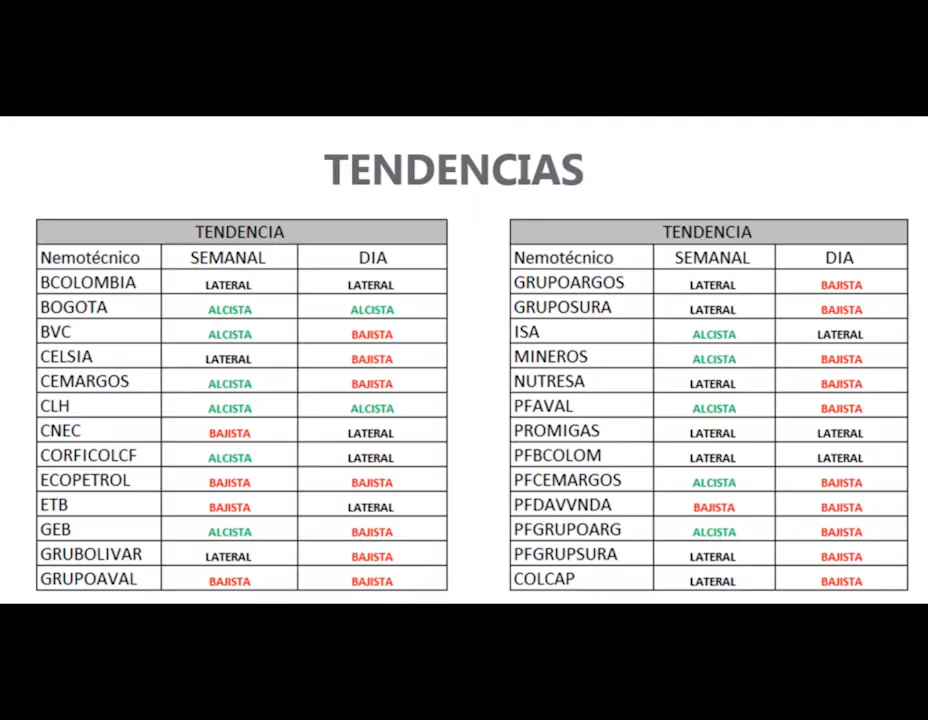 TENDENCIAS
TENDENCIA
Nemotécnico SEMANAL DIA
BCOLOMBIA LATERAL LATERAL
BOGOTA ALCISTA ALCISTA
BVC ALCISTA BAJISTA
CELSIA LATERAL BAJISTA
CEMARGOS ALCISTA BAJISTA
CLH ALCISTA ALCISTA
CNEC BAJISTA LATERAL
CORFICOLCF ALCISTA LATERAL
ECOPETROL BAJISTA BAJISTA
ETB BAJISTA LATERAL
GEB ALCISTA BAJISTA
GRUBOLIVAR LATERAL BAJISTA
GRUPOAVAL BAJISTA BAJISTA
TENDENCIA
Nemotécnico SEMANAL DIA
GRUPOARGOS LATERAL BAJISTA
GRUPOSURA LATERAL BAJISTA
ISA ALCISTA LATERAL
MINEROS ALCISTA BAJISTA
NUTRESA LATERAL BAJISTA
PFAVAL ALCISTA BAJISTA
PROMIGAS LATERAL LATERAL
PFBCOLOM LATERAL LATERAL
PFCEMARGOS ALCISTA BAJISTA
PFDAVVNDA BAJISTA BAJISTA
PFGRUPOARG ALCISTA BAJISTA
PFGRUPSURA LATERAL BAJISTA
COLCAP LATERAL BAJISTA